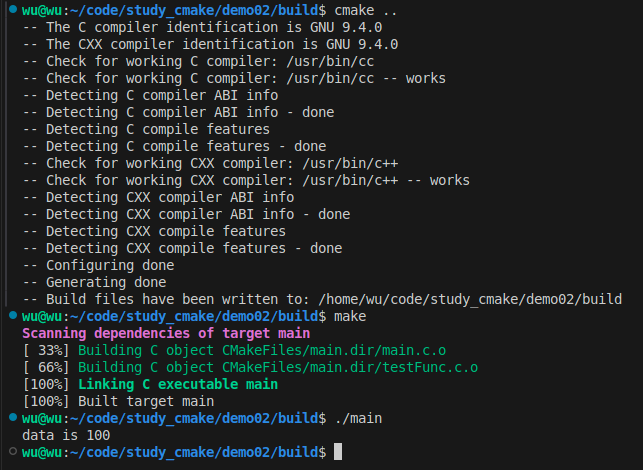 wu@wu:~/code/study_cmake/demo02/build$ cmake ..
-- The C compiler identification is GNU 9.4.0
-- The CXX compiler identification is GNU 9.4.0
-- Check for working C compiler: /usr/bin/cc
-- Check for working C compiler: /usr/bin/cc -- works
-- Detecting C compiler ABI info
-- Detecting C compiler ABI info - done
-- Detecting C compile features
-- Detecting C compile features - done
-- Check for working CXX compiler: /usr/bin/c++
-- Check for working CXX compiler: /usr/bin/c++ -- works
-- Detecting CXX compiler ABI info
-- Detecting CXX compiler ABI info - done
-- Detecting CXX compile features
-- Detecting CXX compile features - done
-- Configuring done
-- Generating done
-- Build files have been written to: /home/wu/code/study_cmake/demo02/build
wu@wu:~/code/study_cmake/demo02/build$ make
Scanning dependencies of target main
[ 33%] Building C object CMakeFiles/main.dir/main.c.o
[ 66%] Building C object CMakeFiles/main.dir/testFunc.c.o
[100%] Linking C executable main
[100%] Built target main
wu@wu:~/code/study_cmake/demo02/build$ ./main
data is 100
wu@wu:~/code/study_cmake/demo02/build$